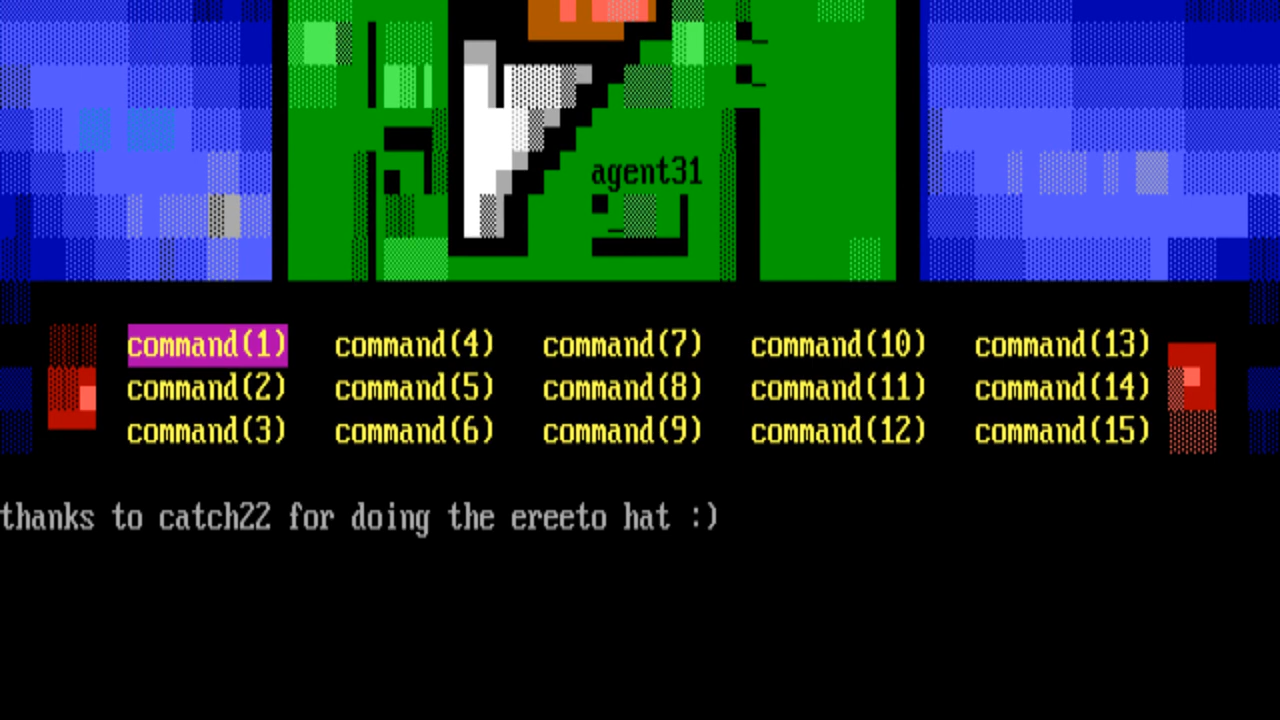 agent31
command(1) command(4) command(7) command(10) command(13)
command(2) command(5) command(8) command(11) command(14)
command(3) command(6) command(9) command(12) command(15)
thanks to catch22 for doing the ereeto hat :)